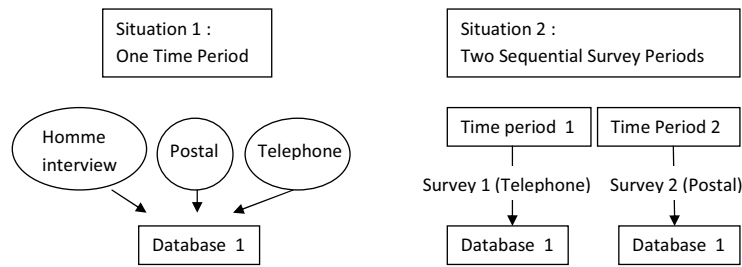 Situation 1 :
One Time Period
Situation 2 :
Two Sequential Survey Periods
Homme
interview
Postal
Telephone
Database 1
Time period 1
Time Period 2
Survey 1 (Telephone)
Survey 2 (Postal)
Database 1
Database 1